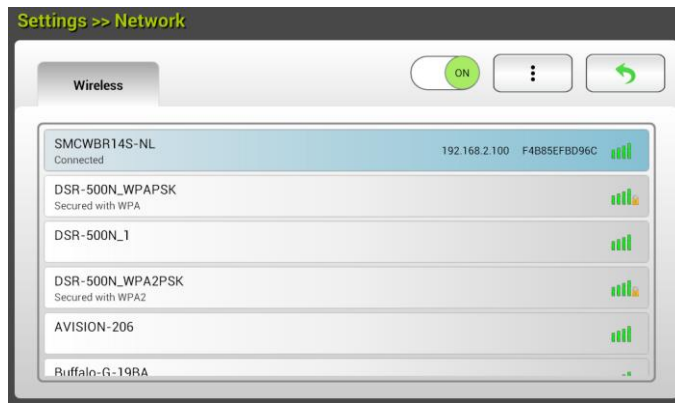 Settings >> Network
Wireless
ON
SMCWBR14S-NL
Connected
192.168.2.100 F4B85EFBD96C
DSR-500N_WPAPSK
Secured with WPA
DSR-500N_1
DSR-500N_WPA2PSK
Secured with WPA2
AVISION-206
Buffalo-G-19BA